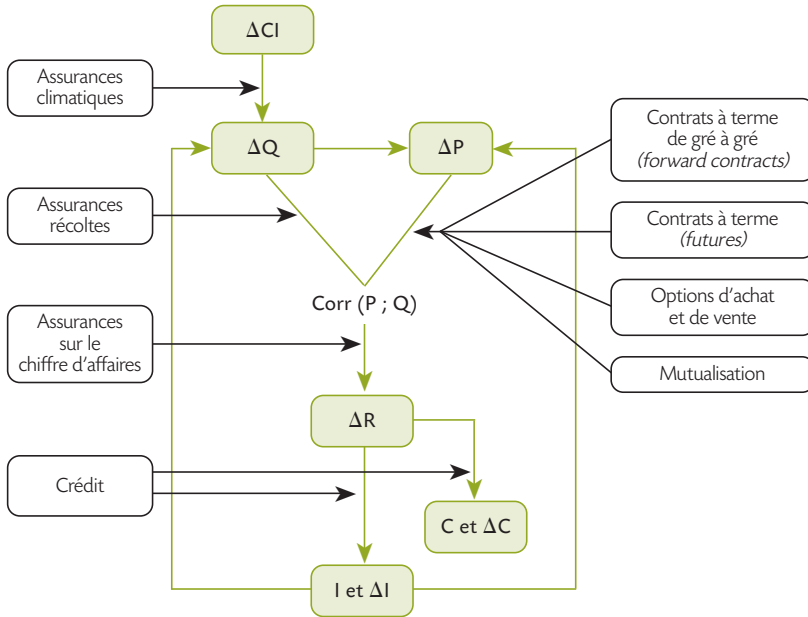 ΔCI
Assurances
climatiques
ΔQ
ΔP
Contrats à terme
de gré à gré
(forward contracts)
Assurances
récoltes
Contrats à terme
(futures)
Options d'achat
et de vente
Corr (P ; Q)
Assurances
sur le
chiffre d'affaires
Mutualisation
ΔR
Crédit
C et ΔC
I et ΔI